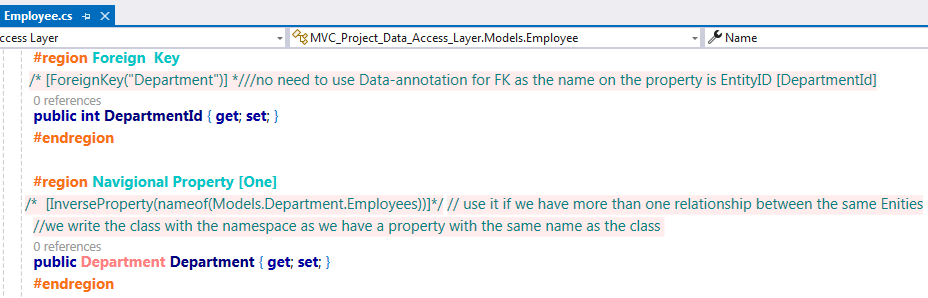 Employee.cs
ccess Layer
MVC_Project_Data_Access_Layer.Models.Employee
Name
#region Foreign  Key
/* [ForeignKey("Department")] *///no need to use Data-annotation for FK as the name on the property is EntityID [DepartmentId]
0 references
public int DepartmentId { get; set; }
#endregion
#region Navigional Property [One]
/*  [InverseProperty(nameof(Models.Department.Employees))]*/ // use it if we have more than one relationship between the same Enities
//we write the class with the namespace as we have a property with the same name as the class
0 references
public Department Department { get; set; }
#endregion